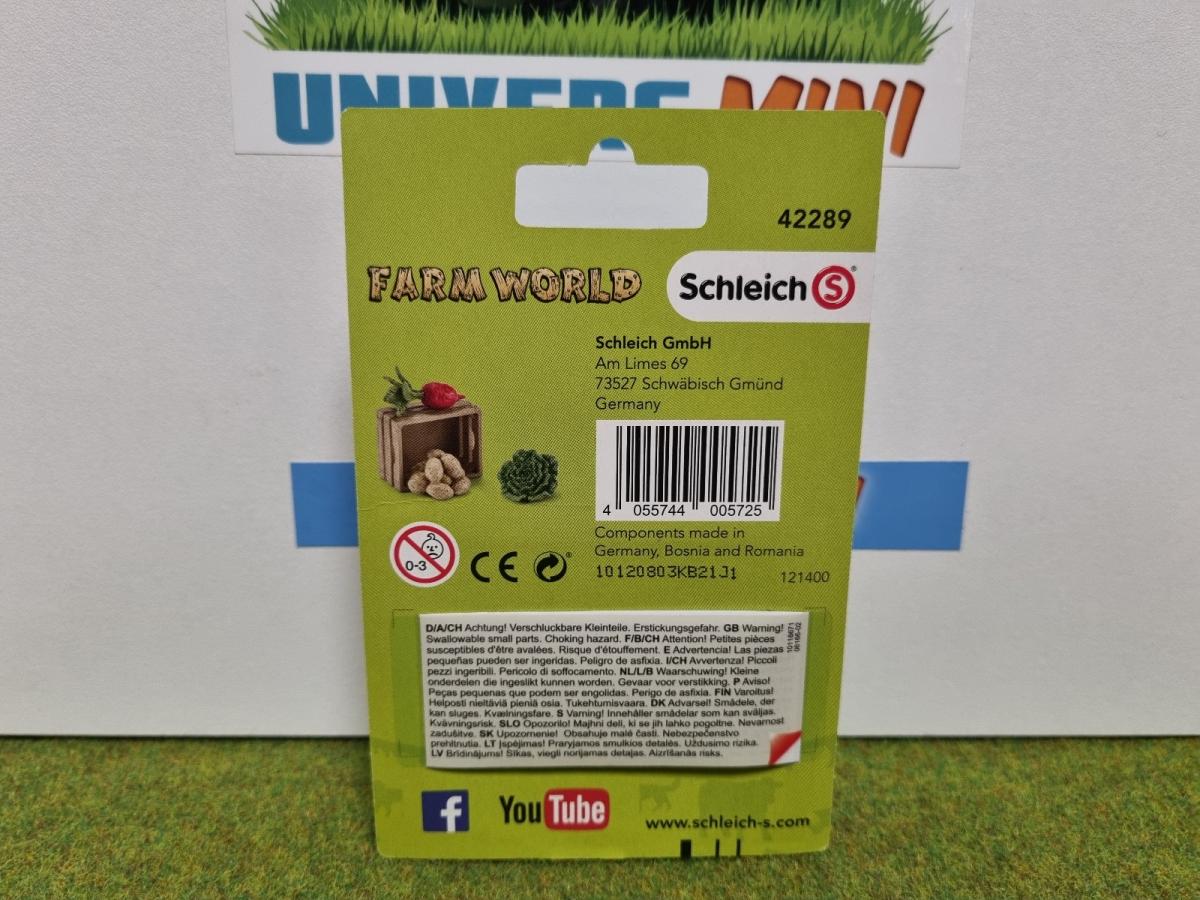 UNIVERS MINI
42289
FARM WORLD
Schleich S®
Schleich GmbH
Am Limes 69
73527 Schwäbisch Gmünd
Germany
4 055744 005725
Components made in
Germany, Bosnia and Romania
0-3
CE
10120803KB21J1
121400
D/A/CH Achtung! Verschluckbare Kleinteile. Erstickungsgefahr. GB Warning!
Swallowable small parts. Choking hazard. F/B/CH Attention! Petites pièces
susceptibles d'être avalées. Risque d'étouffement. E Advertencia! Las piezas
pequeñas pueden ser ingeridas. Peligro de asfixia. I/CH Avvertenza! Piccoli
pezzi ingeribili. Pericolo di soffocamento. NL/L/B Waarschuwing! Kleine
onderdelen die ingeslikt kunnen worden. Gevaar voor verstikking. P Aviso!
Peças pequenas que podem ser engolidas. Perigo de asfixia. FIN Varoitus!
Helposti nieltäviä pieniä osia. Tukehtumisvaara. DK Advarsel! Smådele, der
kan sluges. Kvælningsfare. S Varning! Innehåller smådelar som kan sväljas.
Kvävningsrisk. SLO Opozorilo! Majhni deli, ki se jih lahko pogoltne. Nevarnost
zadušitve. SK Upozornenie! Obsahuje malé časti. Nebezpečenstvo
prehltnutia. LT Įspėjimas! Praryjamos smulkios detalės. Uždusimo rizika.
LV Brīdinājums! Sīkas, viegli norijamas detaļas. Aizrīšanās risks.
f
YouTube
www.schleich-s.com